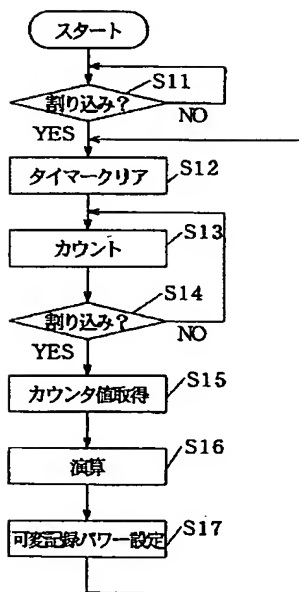 スタート
S11
割り込み?
YES
NO
タイマークリア
S12
カウント
S13
S14
割り込み?
YES
NO
カウンタ値取得
S15
演算
S16
可変記録パワー設定
S17